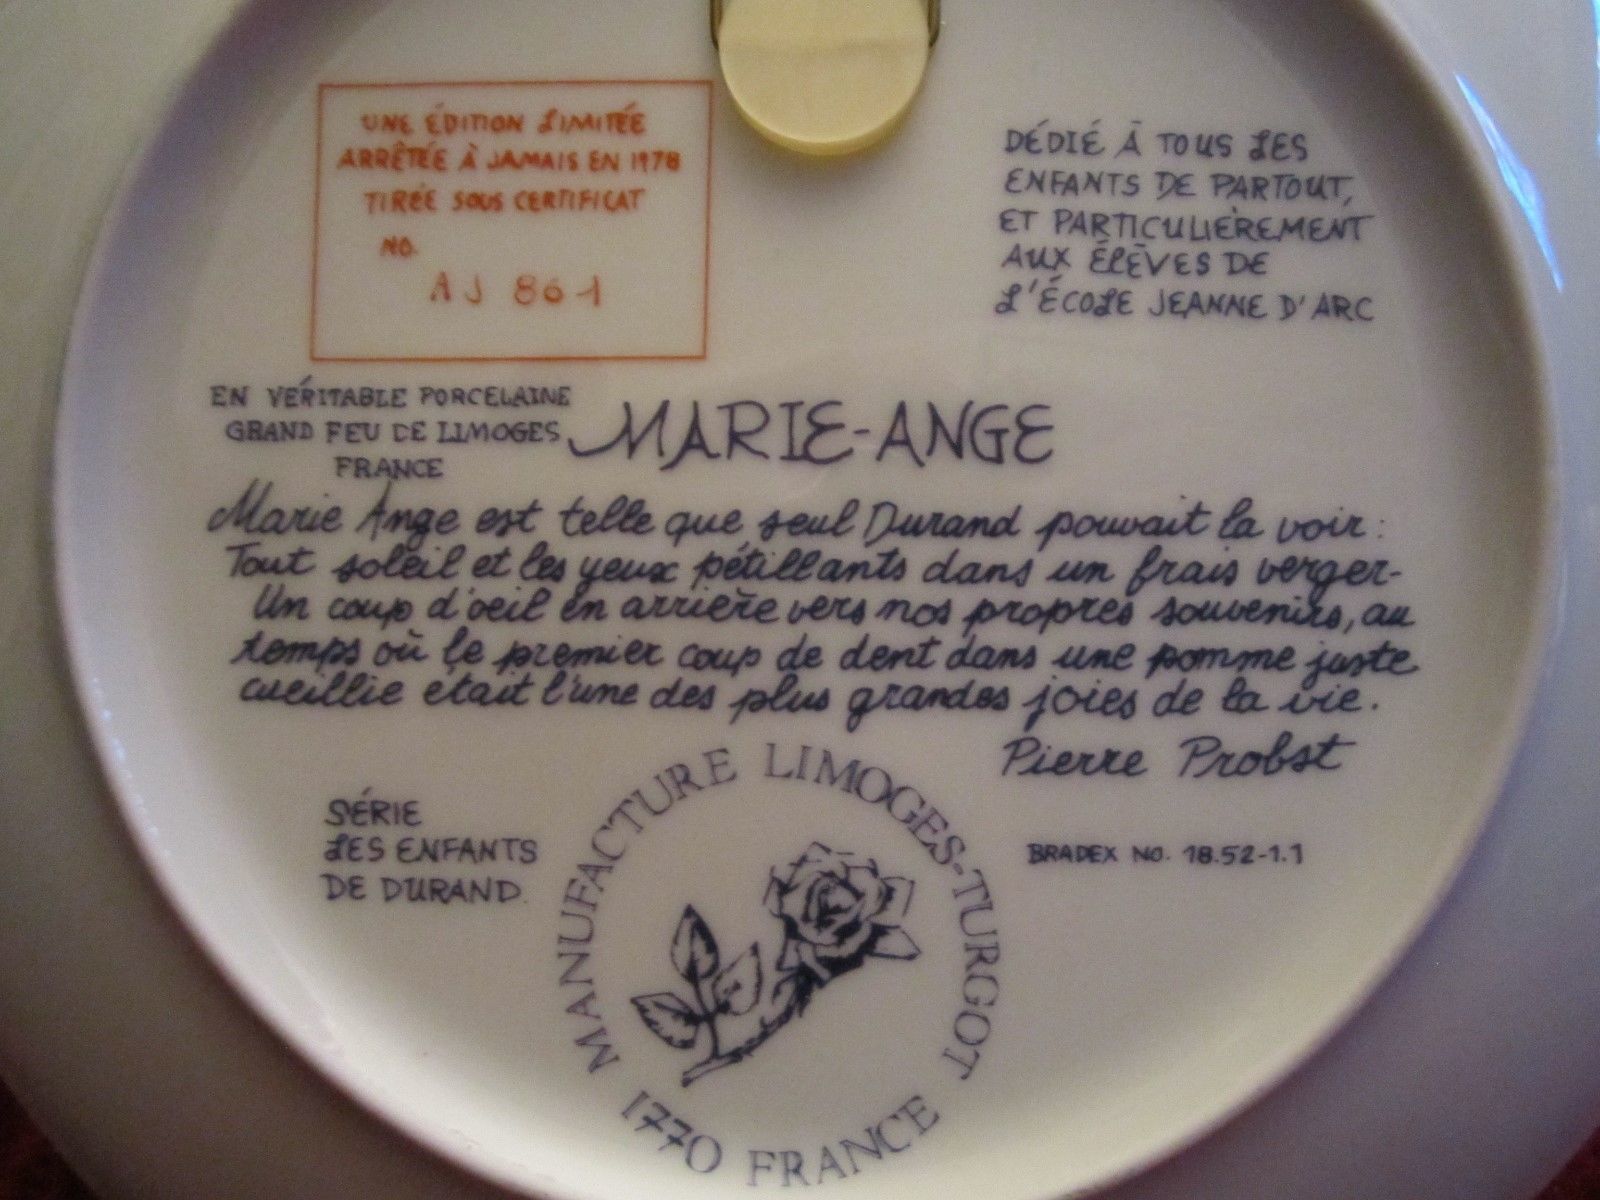 UNE ÉDITION LIMITÉE
ARRÊTÉE À JAMAIS EN 1978
TIRÉE SOUS CERTIFICAT
NO.
AJ 861
DÉDIÉ À TOUS LES
ENFANTS DE PARTOUT,
ET PARTICULIÈREMENT
AUX ÉLÈVES DE
L'ÉCOLE JEANNE D'ARC
EN VÉRITABLE PORCELAINE
GRAND FEU DE LIMOGES
FRANCE
MARIE-ANGE
Marie Ange est telle que seul Durand pouvait la voir:
Tout soleil et les yeux pétillants dans un frais verger-
Un coup d'oeil en arrière vers nos propres souvenirs, au
temps où le premier coup de dent dans une pomme juste
cueillie était l'une des plus grandes joies de la vie.
Pierre Probst
SÉRIE
LES ENFANTS
DE DURAND.
MANUFACTURE LIMOGES-TURGOT
1770 FRANCE
BRADEX NO. 18.52-1.1